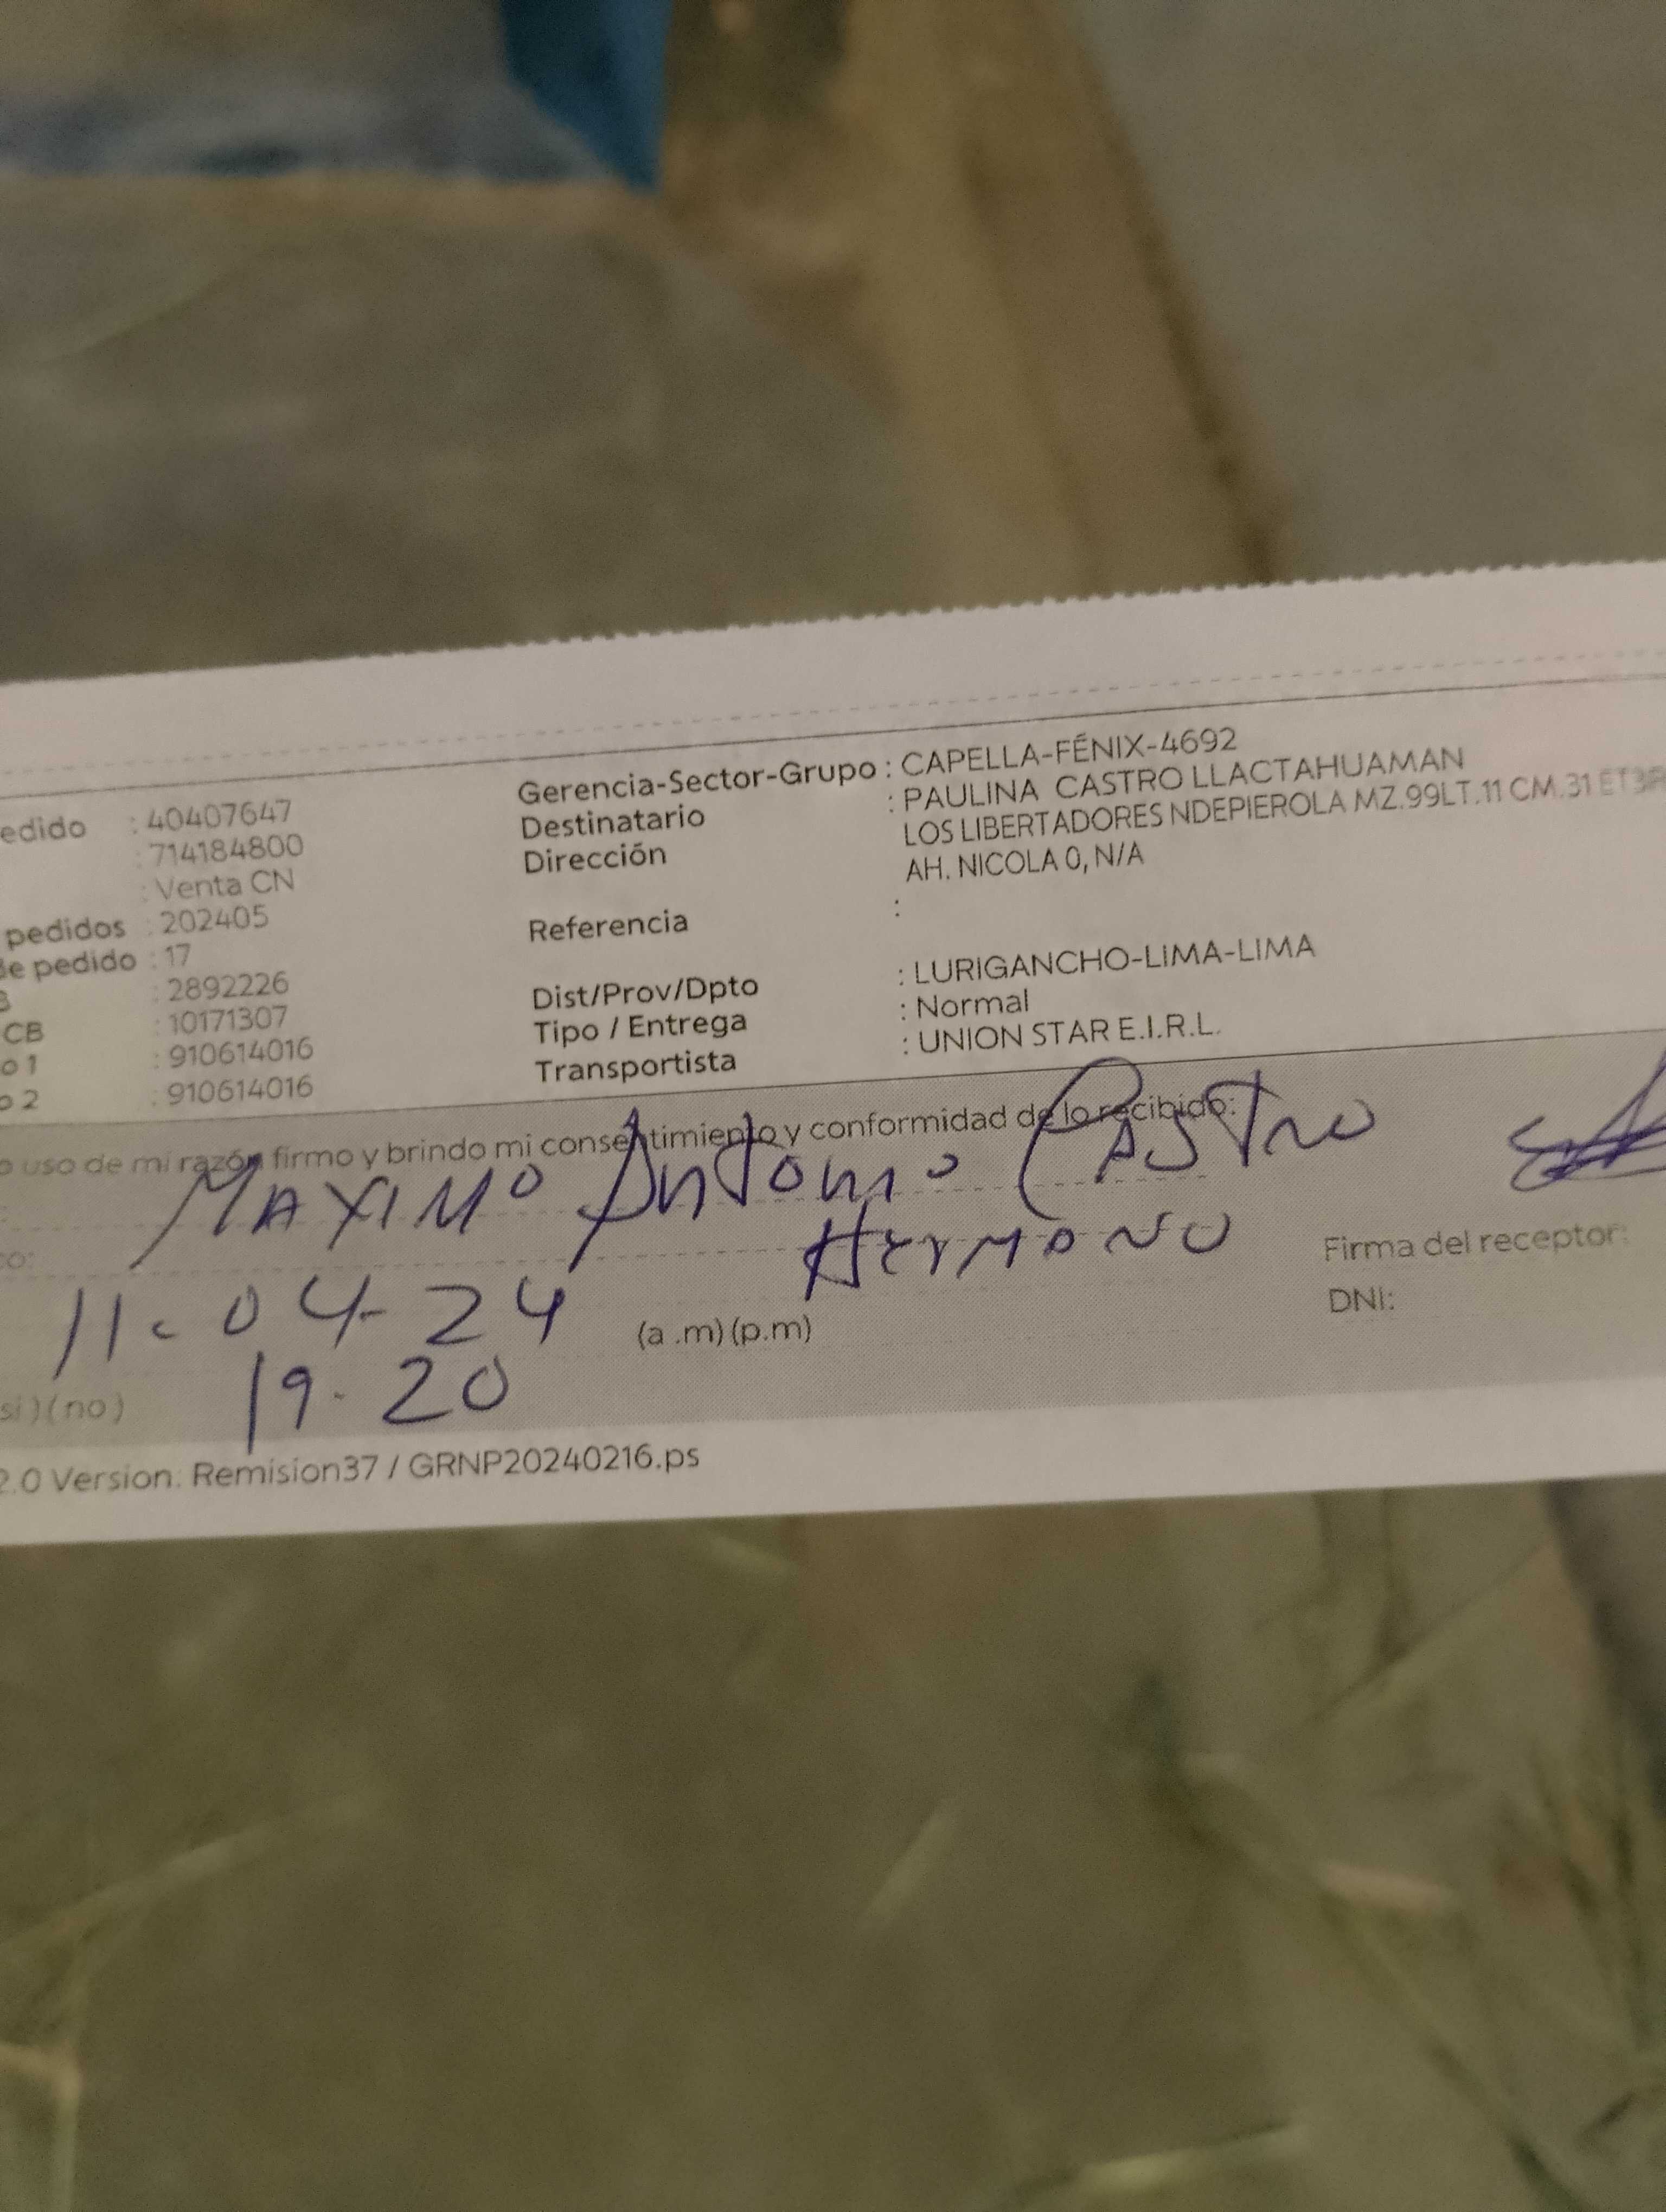 Gerencia-Sector-Grupo : CAPELLA-FÉNIX-4692
edido : 40407647 Destinatario : PAULINA CASTRO LLACTAHUAMAN
: 714184800 Dirección LOS LIBERTADORES NDEPIEROLA MZ.99LT.11 CM.31 ET3
: Venta CN AH. NICOLA 0, N/A
pedidos : 202405 Referencia :
de pedido : 17
: 2892226 Dist/Prov/Dpto : LURIGANCHO-LIMA-LIMA
CB : 10171307 Tipo / Entrega : Normal
o 1 : 910614016 Transportista : UNION STAR E.I.R.L.
o 2 : 910614016
o uso de mi razón firmo y brindo mi consentimiento y conformidad de lo recibido:
MAXIMO Antonio CASTRO
co: HERMANO Firma del receptor:
11-04-24 (a .m) (p.m) DNI:
si ) ( no ) 19.20
2.0 Version: Remision37 / GRNP20240216.ps